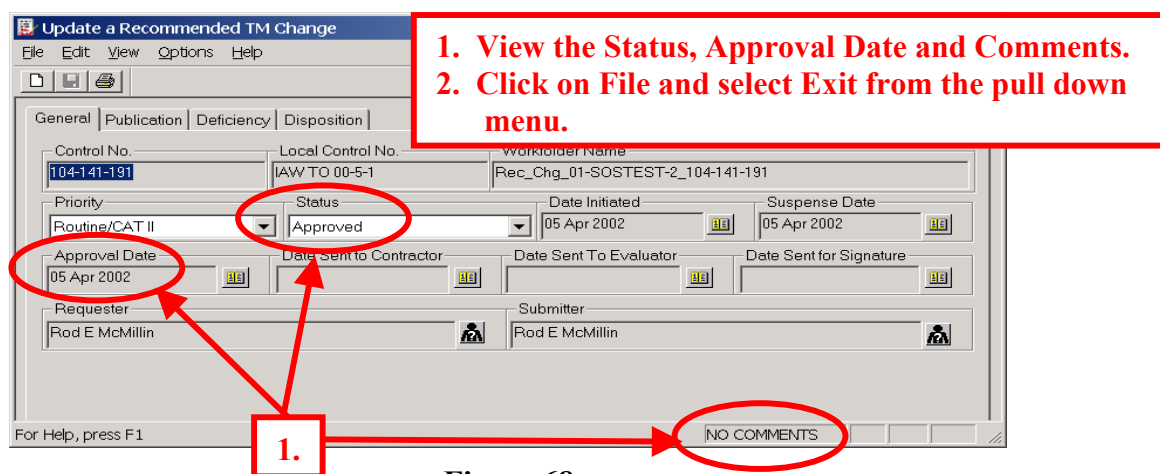 Update a Recommended TM Change
File Edit View Options Help
1. View the Status, Approval Date and Comments.
2. Click on File and select Exit from the pull down
menu.
General Publication Deficiency Disposition
Control No. Local Control No. Workfolder Name
104-141-191 IAW TO 00-5-1 Rec_Chg_01-SOSTEST-2_104-141-191
Priority Status Date Initiated Suspense Date
Routine/CAT II Approved 05 Apr 2002 05 Apr 2002
Approval Date Date Sent to Contractor Date Sent To Evaluator Date Sent for Signature
05 Apr 2002
Requester Submitter
Rod E McMillin Rod E McMillin
For Help, press F1 NO COMMENTS
1.
Figure 68